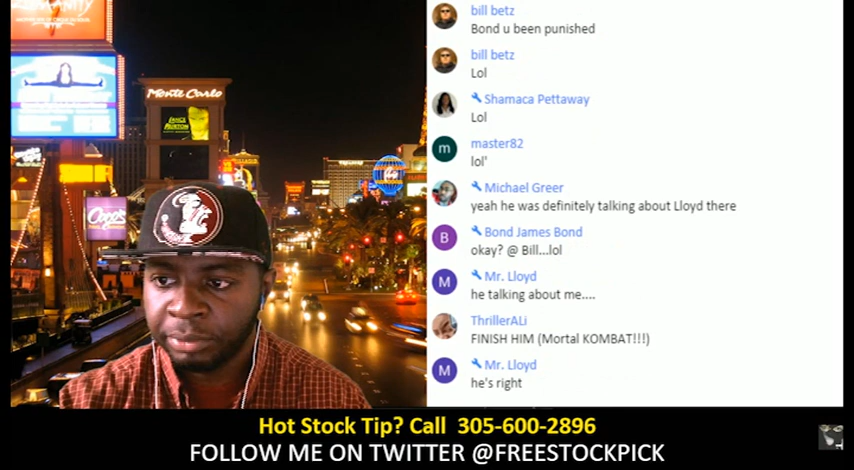 Monte Carlo
bill betz
Bond u been punished
bill betz
Lol
Shamaca Pettaway
Lol
m
master82
lol'
Michael Greer
yeah he was definitely talking about Lloyd there
B
Bond James Bond
okay? @ Bill...lol
M
Mr. Lloyd
he talking about me....
ThrillerALi
FINISH HIM (Mortal KOMBAT!!!)
M
Mr. Lloyd
he's right
Hot Stock Tip? Call 305-600-2896
FOLLOW ME ON TWITTER @FREESTOCKPICK